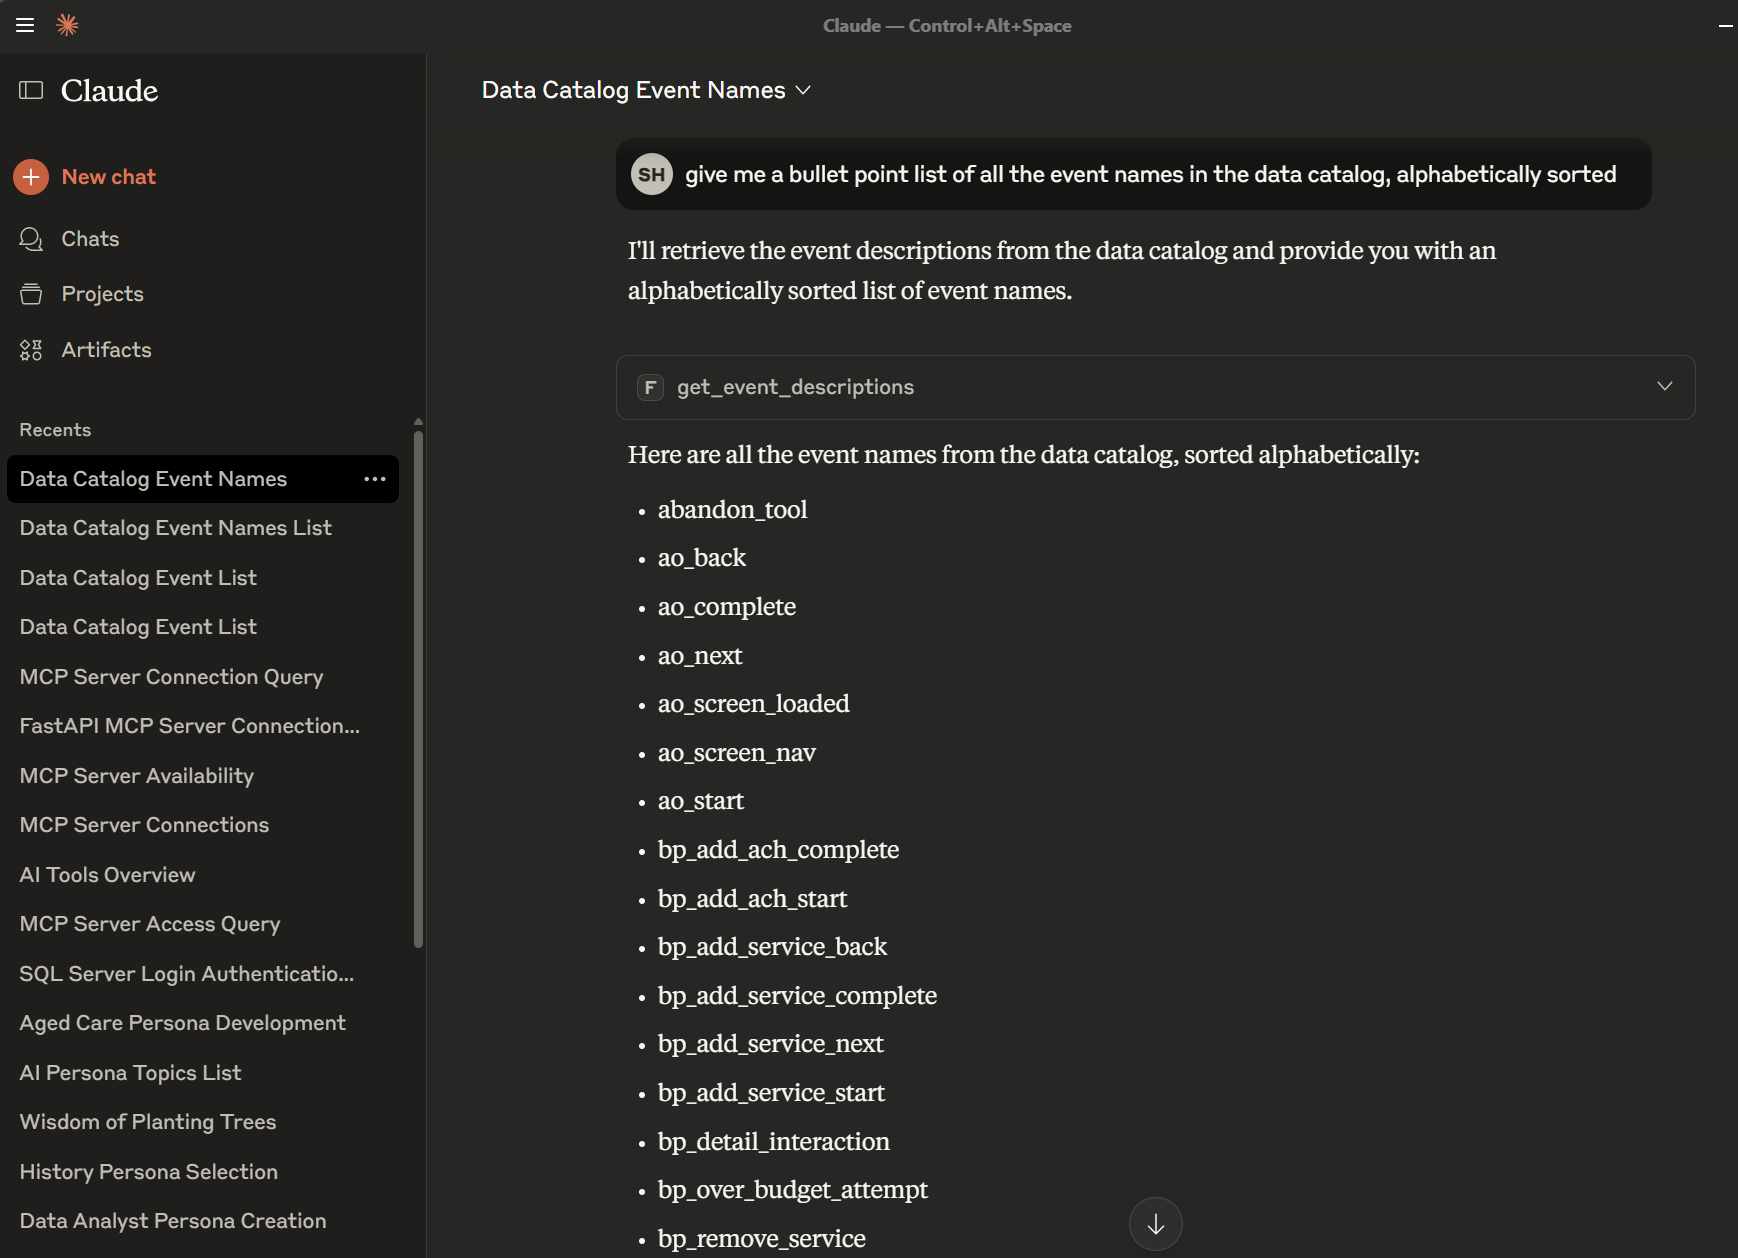 Claude — Control+Alt+Space
Claude
New chat
Chats
Projects
Artifacts
Recents
Data Catalog Event Names
Data Catalog Event Names List
Data Catalog Event List
Data Catalog Event List
MCP Server Connection Query
FastAPI MCP Server Connection...
MCP Server Availability
MCP Server Connections
AI Tools Overview
MCP Server Access Query
SQL Server Login Authenticatio...
Aged Care Persona Development
AI Persona Topics List
Wisdom of Planting Trees
History Persona Selection
Data Analyst Persona Creation
Data Catalog Event Names
SH give me a bullet point list of all the event names in the data catalog, alphabetically sorted
I'll retrieve the event descriptions from the data catalog and provide you with an
alphabetically sorted list of event names.
F get_event_descriptions
Here are all the event names from the data catalog, sorted alphabetically:
• abandon_tool
• ao_back
• ao_complete
• ao_next
• ao_screen_loaded
• ao_screen_nav
• ao_start
• bp_add_ach_complete
• bp_add_ach_start
• bp_add_service_back
• bp_add_service_complete
• bp_add_service_next
• bp_add_service_start
• bp_detail_interaction
• bp_over_budget_attempt
• bp_remove_service